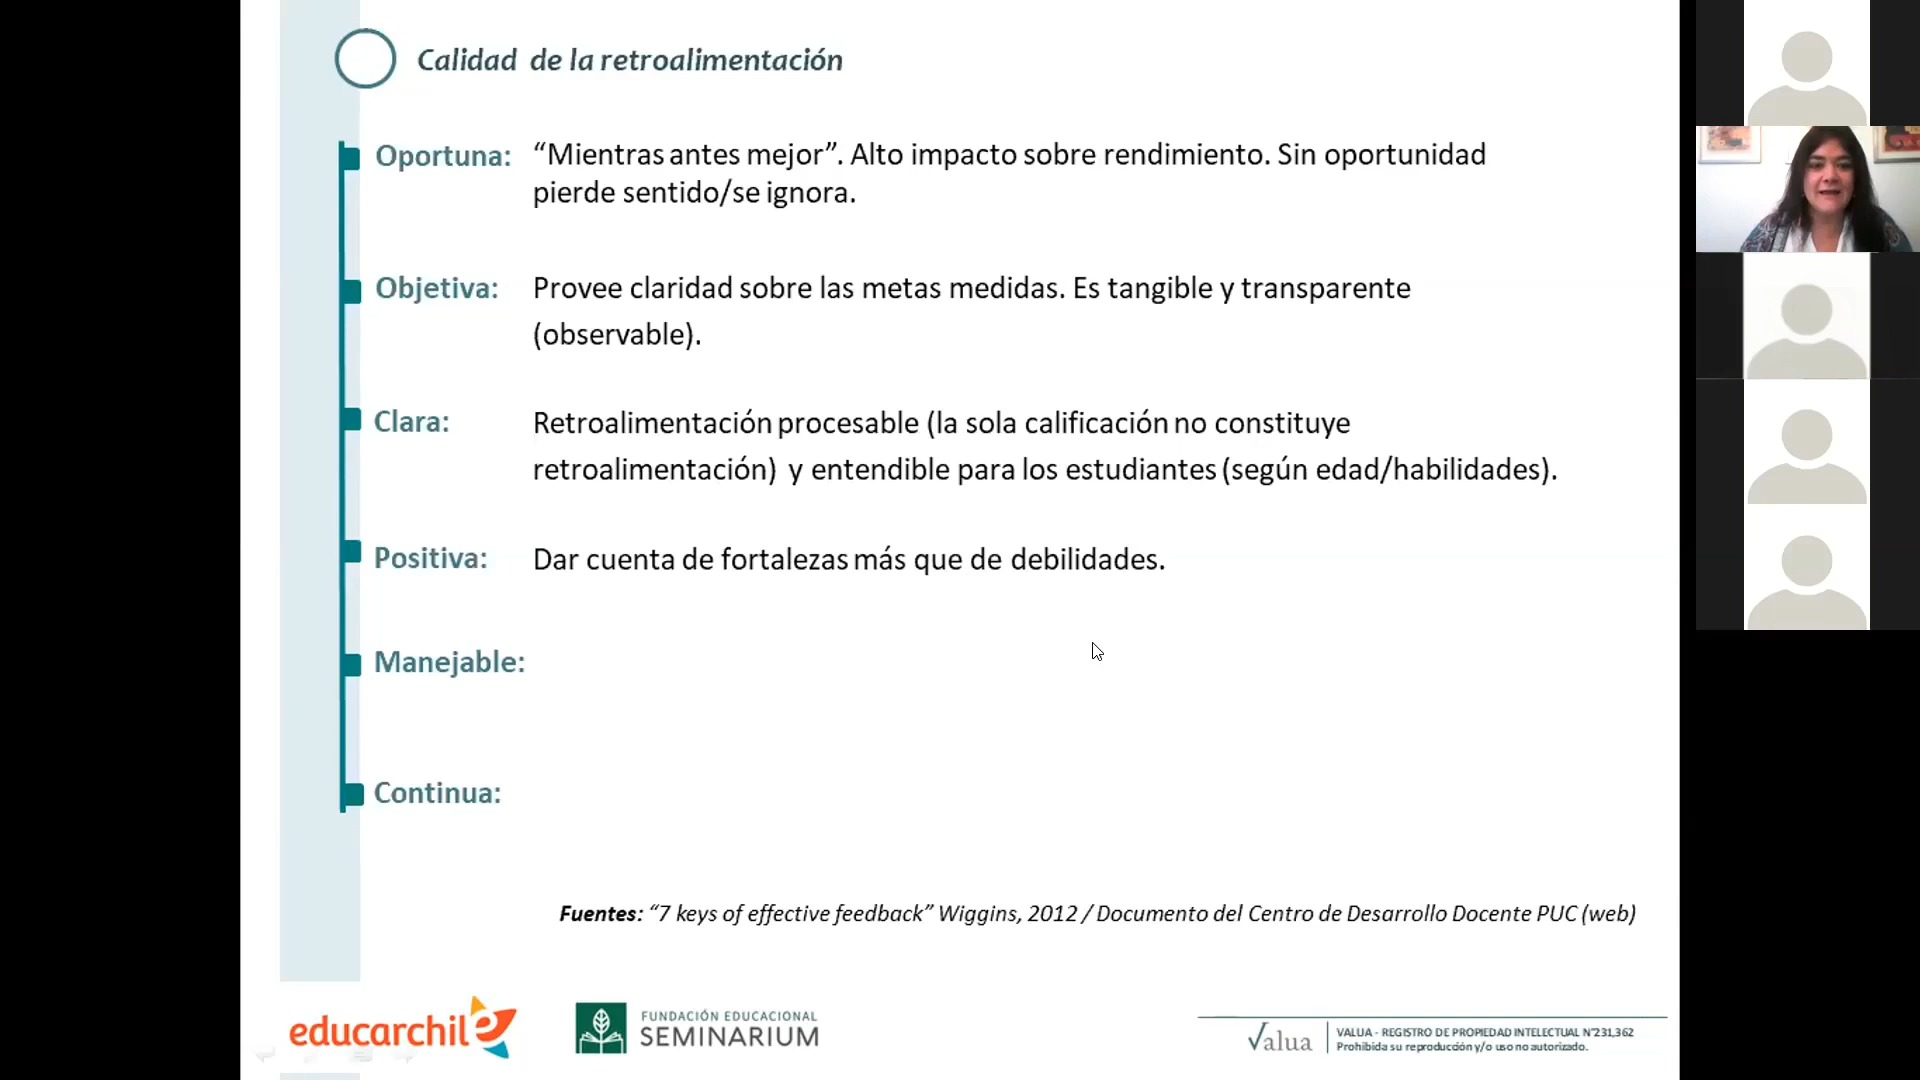 Calidad de la retroalimentación
Oportuna: “Mientras antes mejor”. Alto impacto sobre rendimiento. Sin oportunidad
pierde sentido/se ignora.
Objetiva: Provee claridad sobre las metas medidas. Es tangible y transparente
(observable).
Clara: Retroalimentación procesable (la sola calificación no constituye
retroalimentación) y entendible para los estudiantes (según edad/habilidades).
Positiva: Dar cuenta de fortalezas más que de debilidades.
Manejable:
Continua:
Fuentes: “7 keys of effective feedback” Wiggins, 2012 / Documento del Centro de Desarrollo Docente PUC (web)
educarchile
FUNDACIÓN EDUCACIONAL
SEMINARIUM
Valua
VALUA - REGISTRO DE PROPIEDAD INTELECTUAL N°231,362
Prohibida su reproducción y/o uso no autorizado.